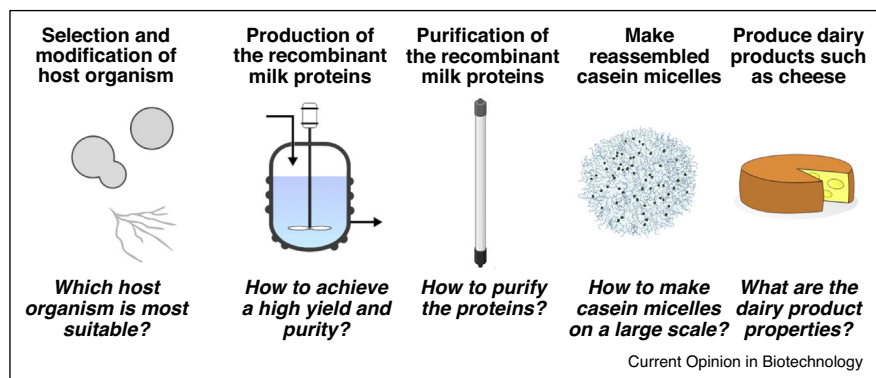 Selection and
modification of
host organism
Production of
the recombinant
milk proteins
Purification of
the recombinant
milk proteins
Make
reassembled
casein micelles
Produce dairy
products such
as cheese
Which host
organism is most
suitable?
How to achieve
a high yield and
purity?
How to purify
the proteins?
How to make
casein micelles
on a large scale?
What are the
dairy product
properties?
Current Opinion in Biotechnology